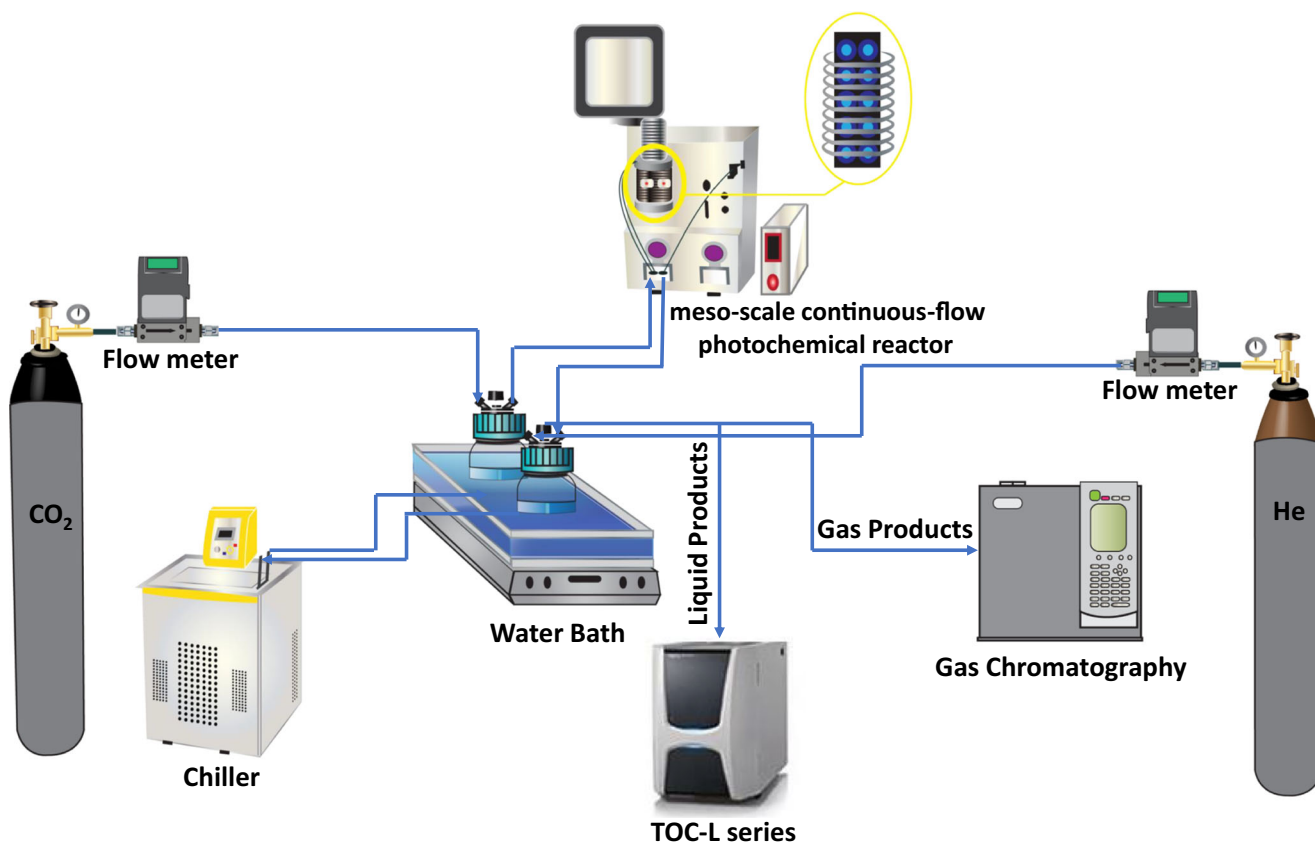 meso-scale continuous-flow
photochemical reactor
Flow meter
Flow meter
CO₂
He
Liquid Products
Gas Products
Water Bath
Gas Chromatography
Chiller
TOC-L series